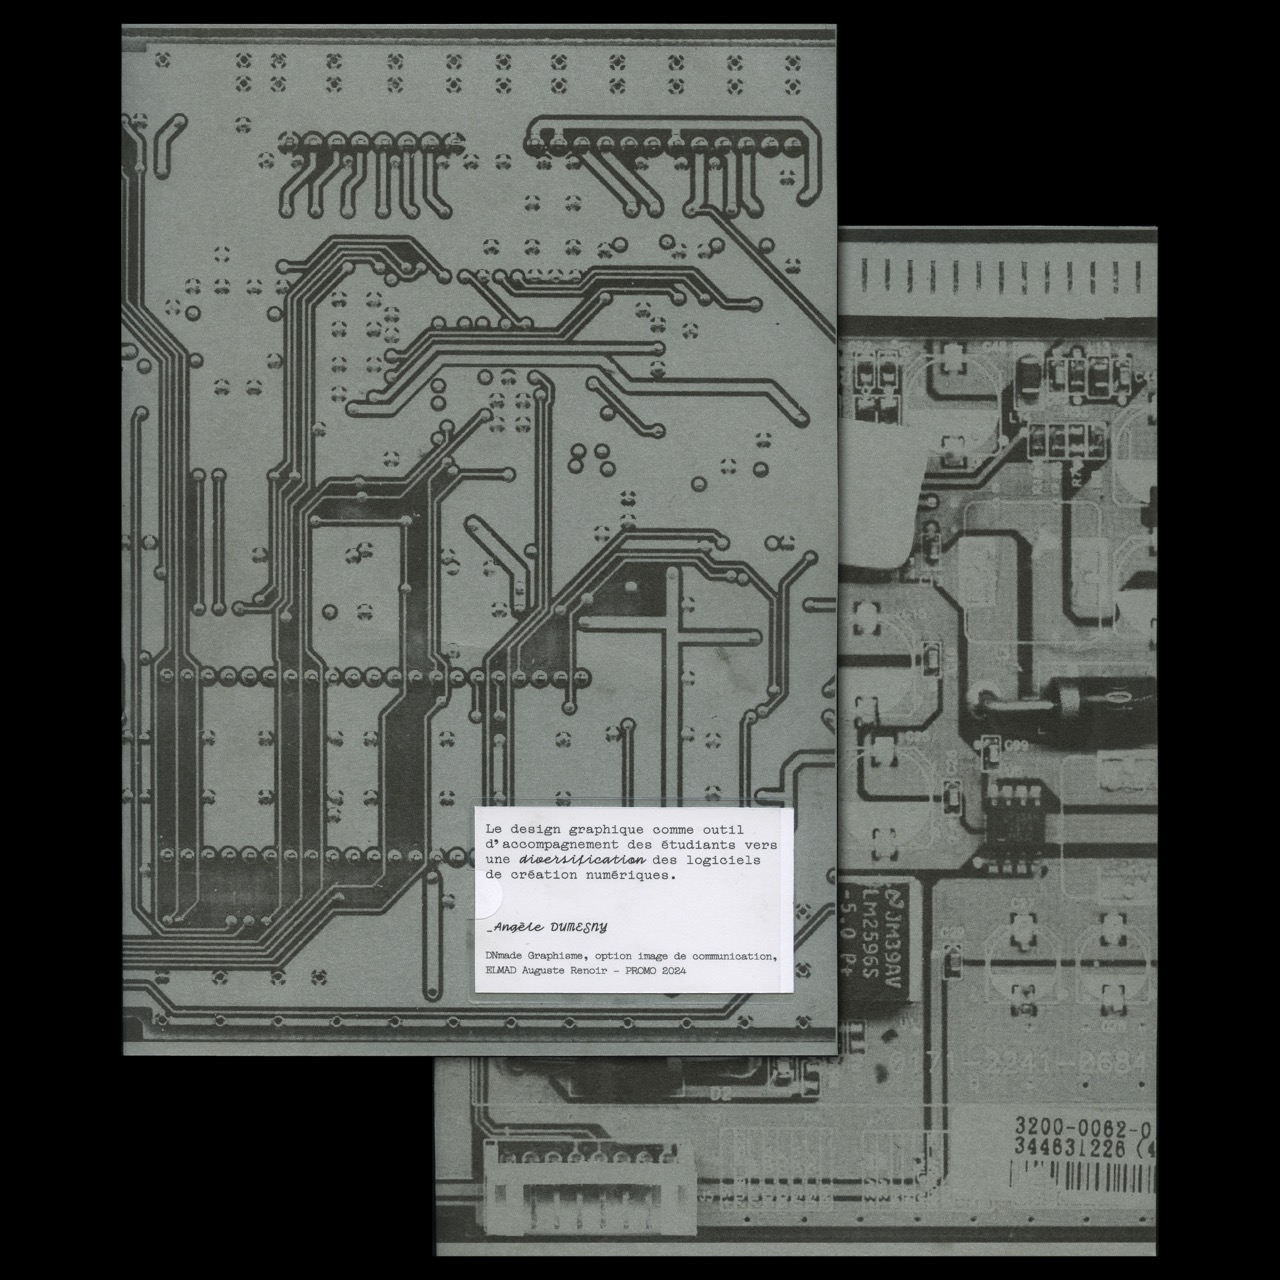 Le design graphique comme outil
d'accompagnement des étudiants vers
une diversification des logiciels
de création numériques.
_Angèle DUMESNY
DNmade Graphisme, option image de communication,
ELMAD Auguste Renoir - PROMO 2024
JM39AV
LM2596S
-5.0 P+
C99
D2
0171-2241-0684
3200-0062-0
344631226 (4